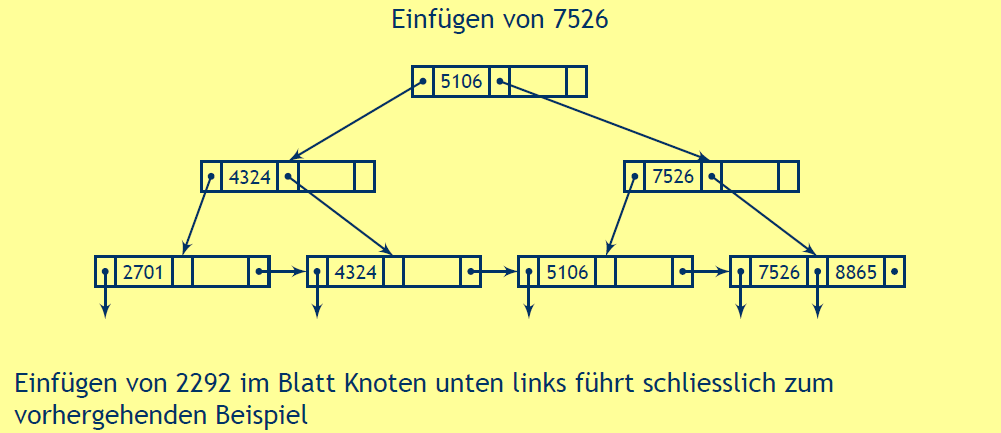 Einfügen von 7526
5106
4324 7526
2701 4324 5106 7526 8865
Einfügen von 2292 im Blatt Knoten unten links führt schliesslich zum
vorhergehenden Beispiel